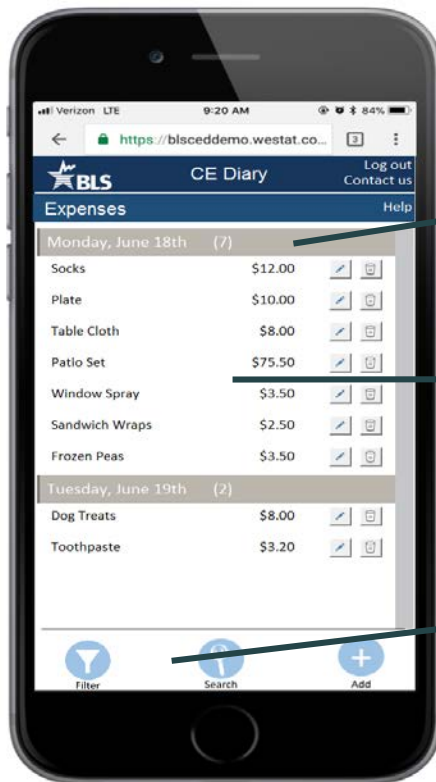 Verizon LTE 9:20 AM 84%
https://blsceddemo.westat.co... 3
BLS CE Diary Log out
Contact us
Expenses Help
Monday, June 18th (7)
Socks $12.00
Plate $10.00
Table Cloth $8.00
Patio Set $75.50
Window Spray $3.50
Sandwich Wraps $2.50
Frozen Peas $3.50
Tuesday, June 19th (2)
Dog Treats $8.00
Toothpaste $3.20
Filter Search Add